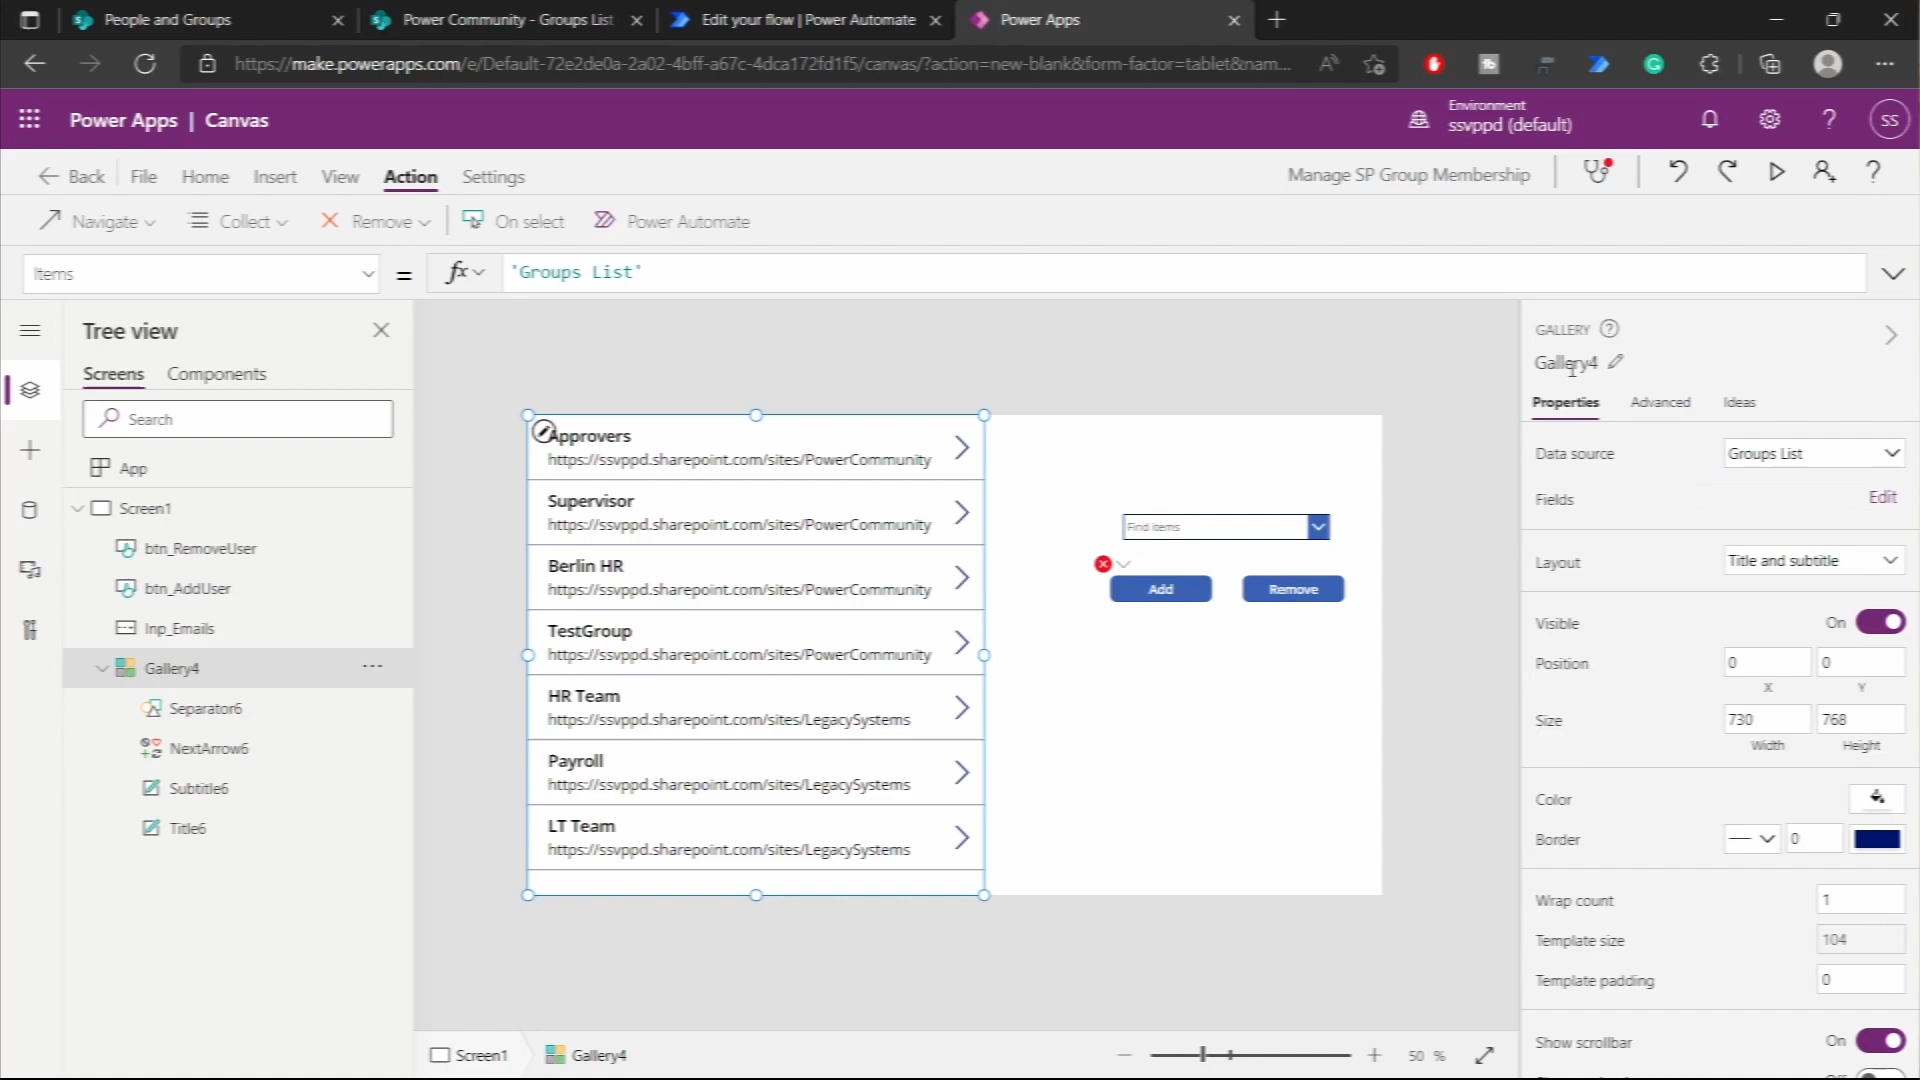 People and Groups
Power Community - Groups List
Edit your flow | Power Automate
Power Apps
https://make.powerapps.com/e/Default-72e2de0a-2a02-4bff-a67c-4dca172fd1f5/canvas/?action=new-blank&form-factor=tablet&nam...
Power Apps | Canvas
Environment
ssvppd (default)
SS
Back
File
Home
Insert
View
Action
Settings
Manage SP Group Membership
Navigate
Collect
Remove
On select
Power Automate
Items
=
fx
'Groups List'
Tree view
Screens
Components
Search
App
Screen1
btn_RemoveUser
btn_AddUser
Inp_Emails
Gallery4
Separator6
NextArrow6
Subtitle6
Title6
Approvers
https://ssvppd.sharepoint.com/sites/PowerCommunity
Supervisor
https://ssvppd.sharepoint.com/sites/PowerCommunity
Berlin HR
https://ssvppd.sharepoint.com/sites/PowerCommunity
TestGroup
https://ssvppd.sharepoint.com/sites/PowerCommunity
HR Team
https://ssvppd.sharepoint.com/sites/LegacySystems
Payroll
https://ssvppd.sharepoint.com/sites/LegacySystems
LT Team
https://ssvppd.sharepoint.com/sites/LegacySystems
Find items
Add
Remove
GALLERY
Gallery4
Properties
Advanced
Ideas
Data source
Groups List
Fields
Edit
Layout
Title and subtitle
Visible
On
Position
0
0
X
Y
Size
730
768
Width
Height
Color
Border
0
Wrap count
1
Template size
104
Template padding
0
Show scrollbar
On
Screen1
Gallery4
50 %